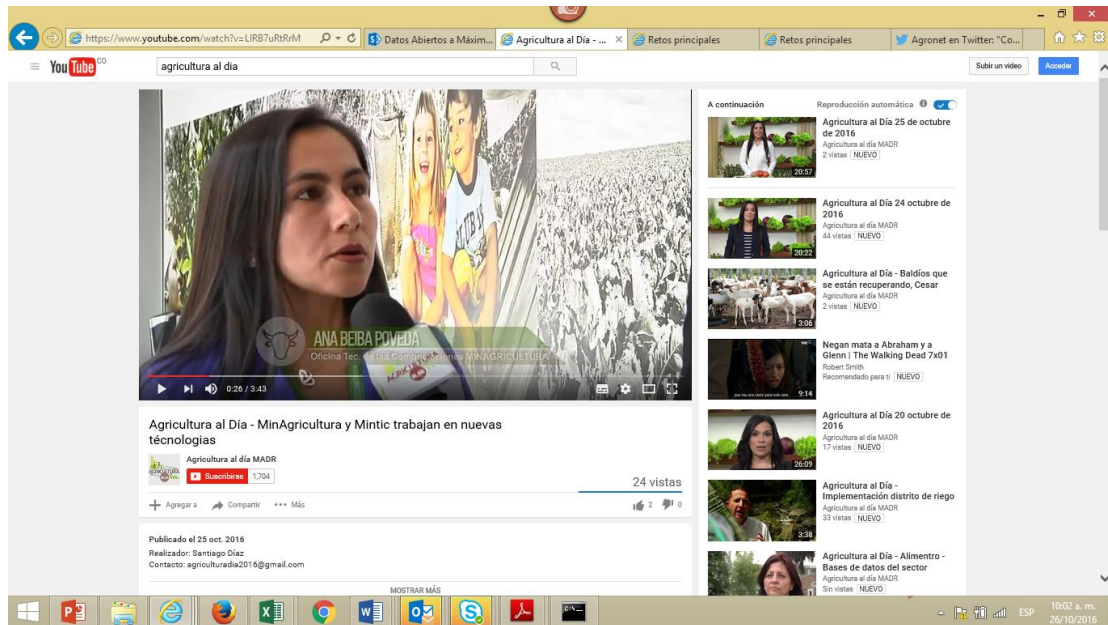 https://www.youtube.com/watch?v=LIRB7uRtRrM
Datos Abiertos a Máxim...
Agricultura al Día - ...
Retos principales
Retos principales
Agronet en Twitter: "Co...
YouTube CO
agricultura al dia
Subir un video
Acceder
ANA BEIBA POVEDA
Oficina Tec. de las Comunicaciones MINAGRICULTURA
0:26 / 3:43
Agricultura al Día - MinAgricultura y Mintic trabajan en nuevas
técnologias
Agricultura al día MADR
Suscribirse 1,704
24 vistas
Agregar a Compartir Más
2 0
Publicado el 25 oct. 2016
Realizador: Santiago Díaz
Contacto: agriculturadia2016@gmail.com
MOSTRAR MÁS
A continuación
Reproducción automática
Agricultura al Día 25 de octubre
de 2016
Agricultura al día MADR
2 vistas NUEVO
20:57
Agricultura al Día 24 octubre de
2016
Agricultura al día MADR
44 vistas NUEVO
20:22
Agricultura al Día - Baldíos que
se están recuperando, Cesar
Agricultura al día MADR
2 vistas NUEVO
3:06
Negan mata a Abraham y a
Glenn | The Walking Dead 7x01
Robert Smith
Recomendado para ti NUEVO
9:14
Agricultura al Día 20 octubre de
2016
Agricultura al día MADR
17 vistas NUEVO
26:09
Agricultura al Día -
Implementación distrito de riego
Agricultura al día MADR
33 vistas NUEVO
3:38
Agricultura al Día - Alimentro -
Bases de datos del sector
Agricultura al día MADR
Sin vistas NUEVO
ESP
10:02 a. m.
26/10/2016